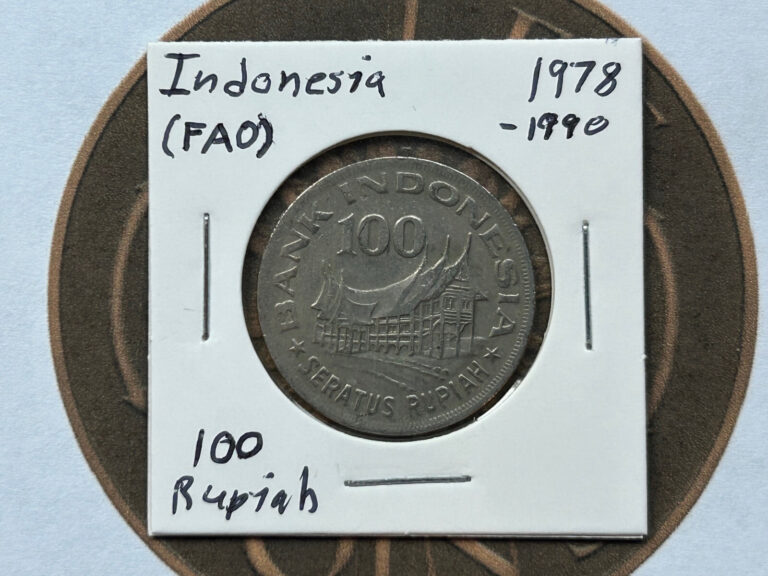 Indonesia
(FAO)
1978
-1990
BANK INDONESIA
100
SERATUS RUPIAH
100
Rupiah